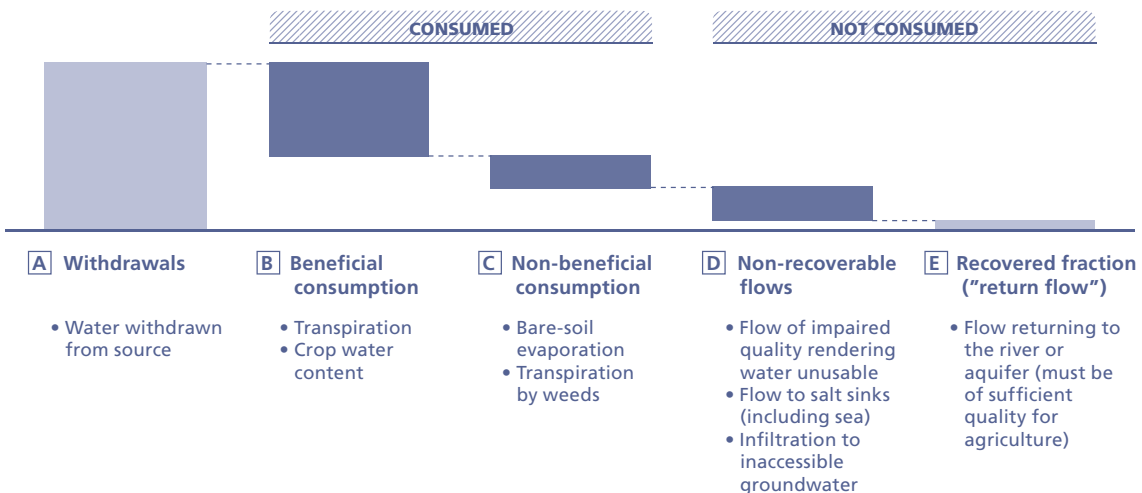 CONSUMED
NOT CONSUMED
A Withdrawals
• Water withdrawn
from source
B Beneficial
consumption
• Transpiration
• Crop water
content
C Non-beneficial
consumption
• Bare-soil
evaporation
• Transpiration
by weeds
D Non-recoverable
flows
• Flow of impaired
quality rendering
water unusable
• Flow to salt sinks
(including sea)
• Infiltration to
inaccessible
groundwater
E Recovered fraction
(”return flow”)
• Flow returning to
the river or
aquifer (must be
of sufficient
quality for
agriculture)